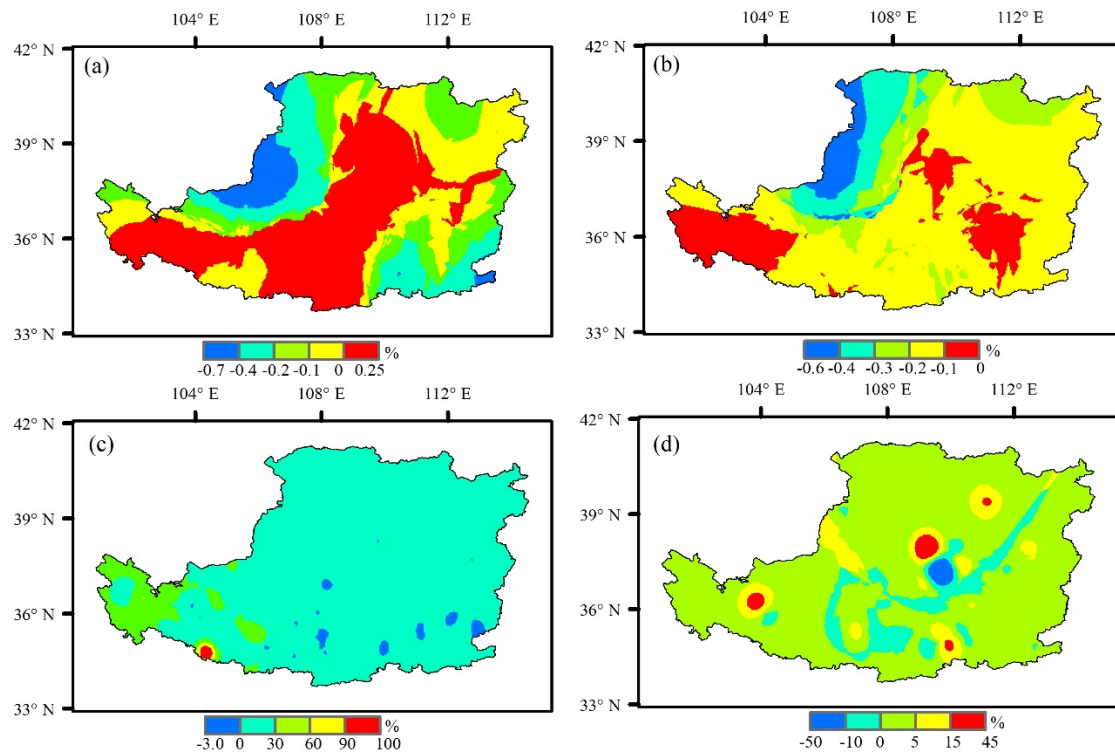 104° E 108° E 112° E
42° N
(a)
39° N
36° N
33° N
%
-0.7 -0.4 -0.2 -0.1 0 0.25
104° E 108° E 112° E
42° N
(b)
39° N
36° N
33° N
%
-0.6 -0.4 -0.3 -0.2 -0.1 0
104° E 108° E 112° E
42° N
(c)
39° N
36° N
33° N
%
-3.0 0 30 60 90 100
104° E 108° E 112° E
42° N
(d)
39° N
36° N
33° N
%
-50 -10 0 5 15 45